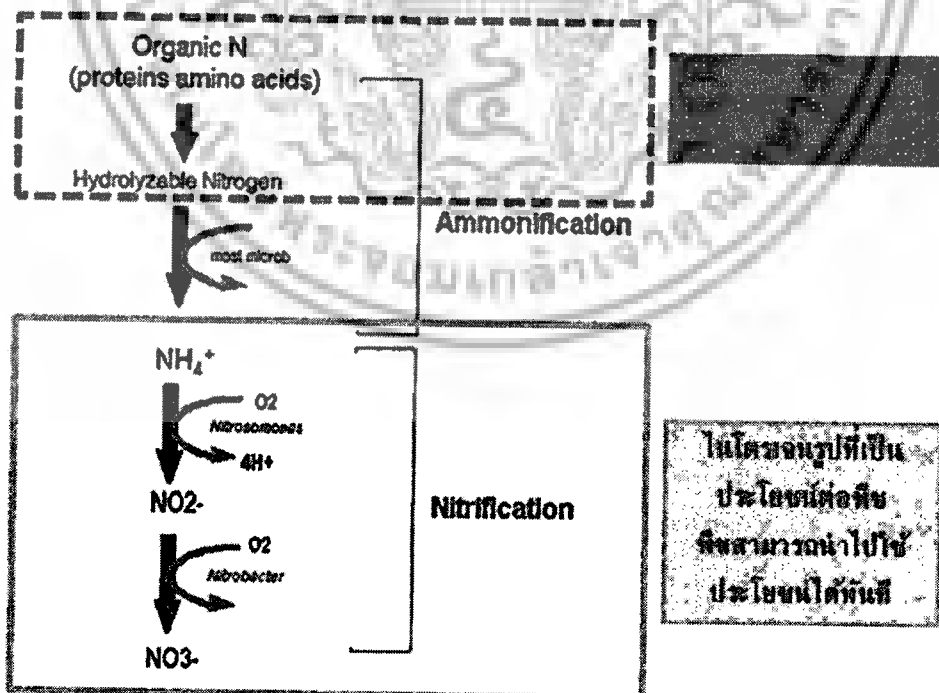 Organic N
(proteins amino acids)
Hydrolyzable Nitrogen
Ammonification
most microb
NH₄⁺
O2
Nitrosomonas
4H+
NO2-
Nitrification
O2
Nitrobacter
NO3-
ไนโตรเจนรูปที่เป็น
ประโยชน์ต่อพืช
พืชสามารถนำไปใช้
ประโยชน์ได้ทันที